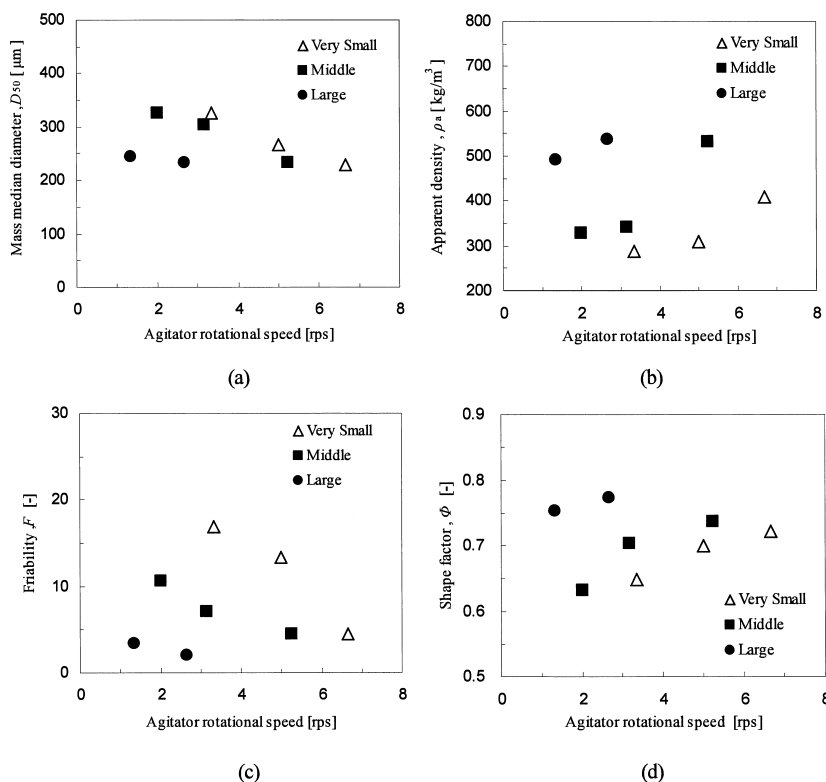 500
400
300
200
100
0
Mass median diameter ,D50 [ μm]
△ Very Small
■ Middle
● Large
0 2 4 6 8
Agitator rotational speed [rps]
(a)
800
700
600
500
400
300
200
Apparent density , ρa [ kg/m3]
△ Very Small
■ Middle
● Large
0 2 4 6 8
Agitator rotational speed [rps]
(b)
30
20
10
0
Friability ,F [-]
△ Very Small
■ Middle
● Large
0 2 4 6 8
Agitator rotational speed [rps]
(c)
0.9
0.8
0.7
0.6
0.5
Shape factor , Φ [-]
△ Very Small
■ Middle
● Large
0 2 4 6 8
Agitator rotational speed [rps]
(d)